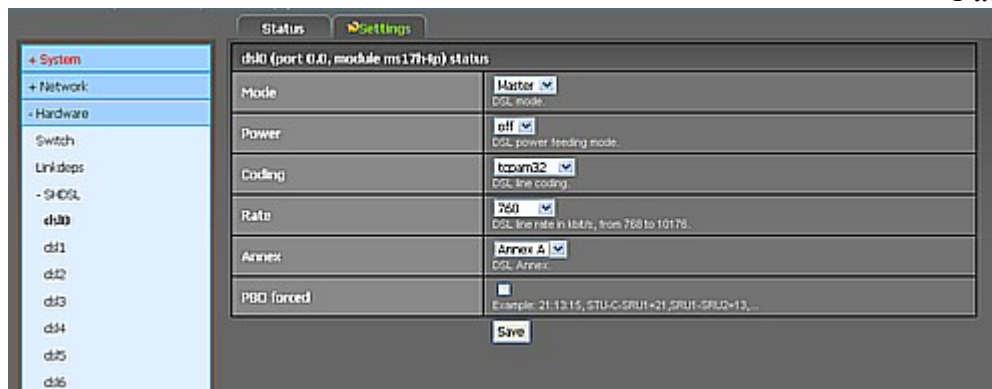 Status Settings
+ System
+ Network
- Hardware
Switch
Linkdeps
- SHDSL
dsl0
dsl1
dsl2
dsl3
dsl4
dsl5
dsl6
dsl0 (port 0.0, module ms17h4p) status
Mode Master
DSL mode.
Power off
DSL power feeding mode.
Coding tcpam32
DSL line coding.
Rate 768
DSL line rate in kbit/s, from 768 to 10176.
Annex Annex A
DSL Annex.
PBO forced
Example: 21:13:15, STU-C-SRU1=21,SRU1-SRU2=13,...
Save